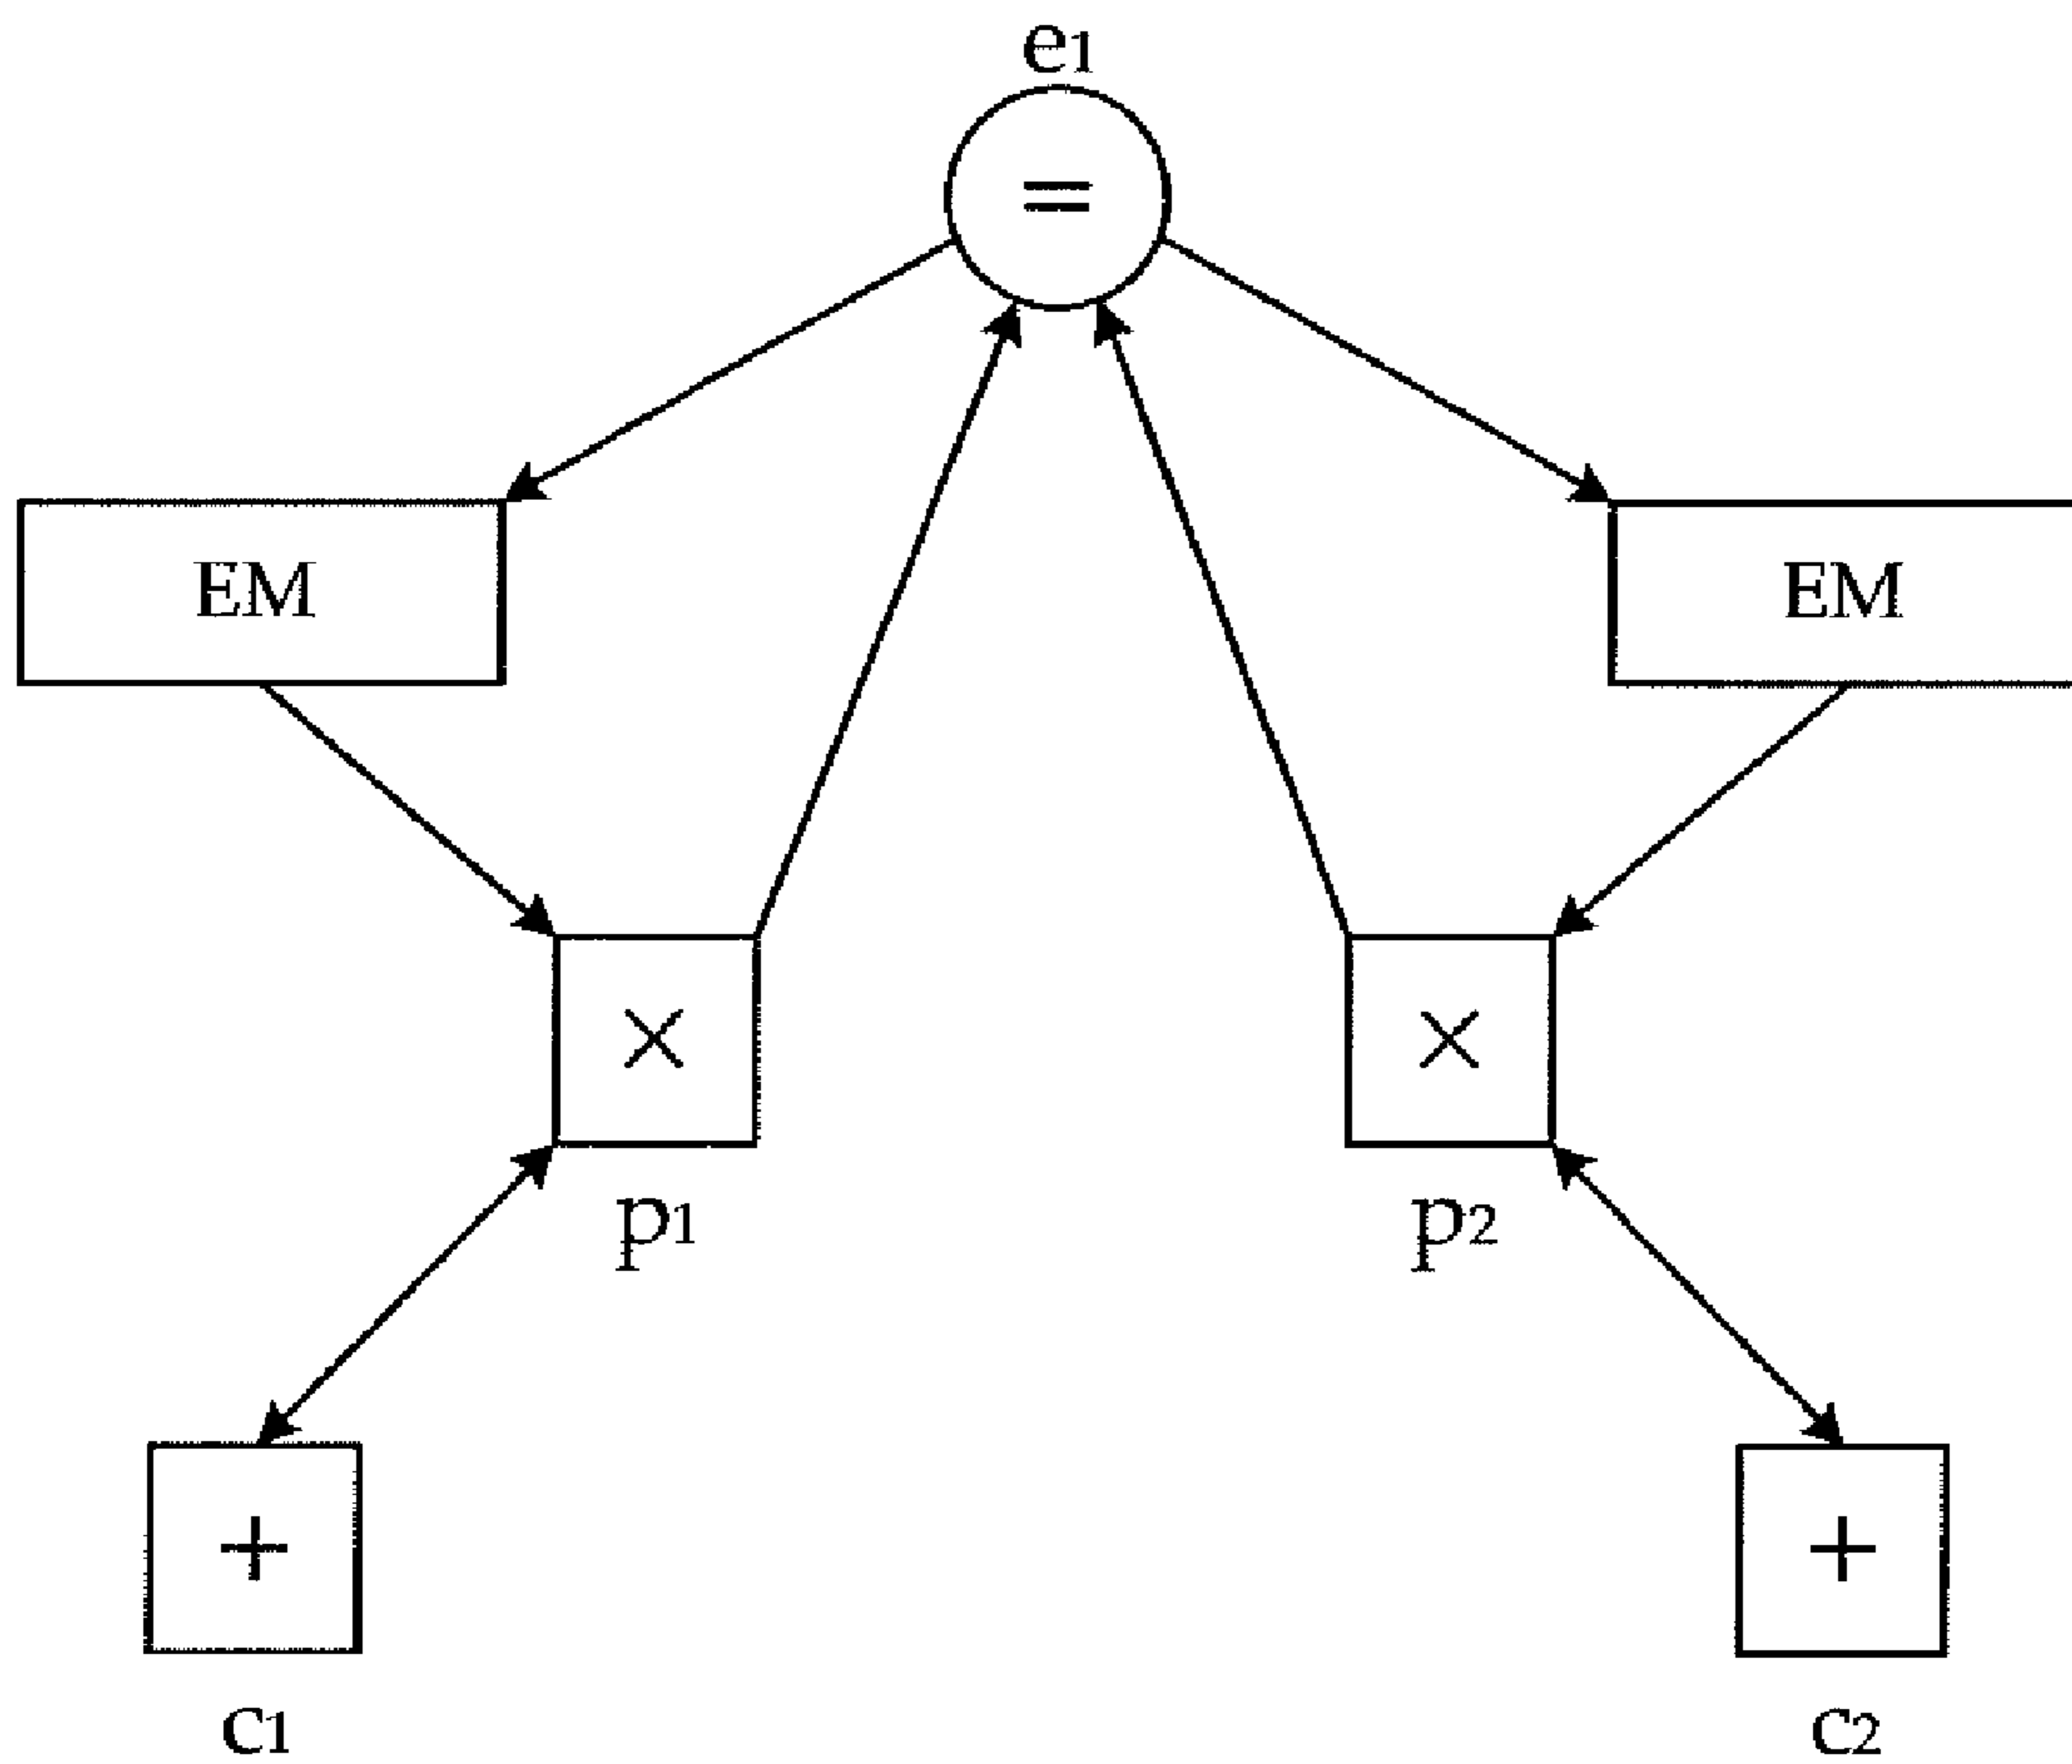 e1
=
EM
EM
×
×
p1
p2
+
+
c1
c2